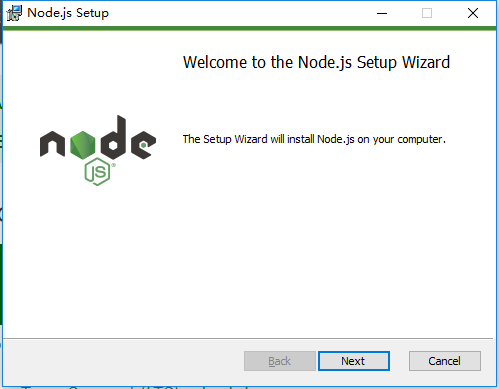 Node.js Setup
Welcome to the Node.js Setup Wizard
node
JS
®
The Setup Wizard will install Node.js on your computer.
Back
Next
Cancel